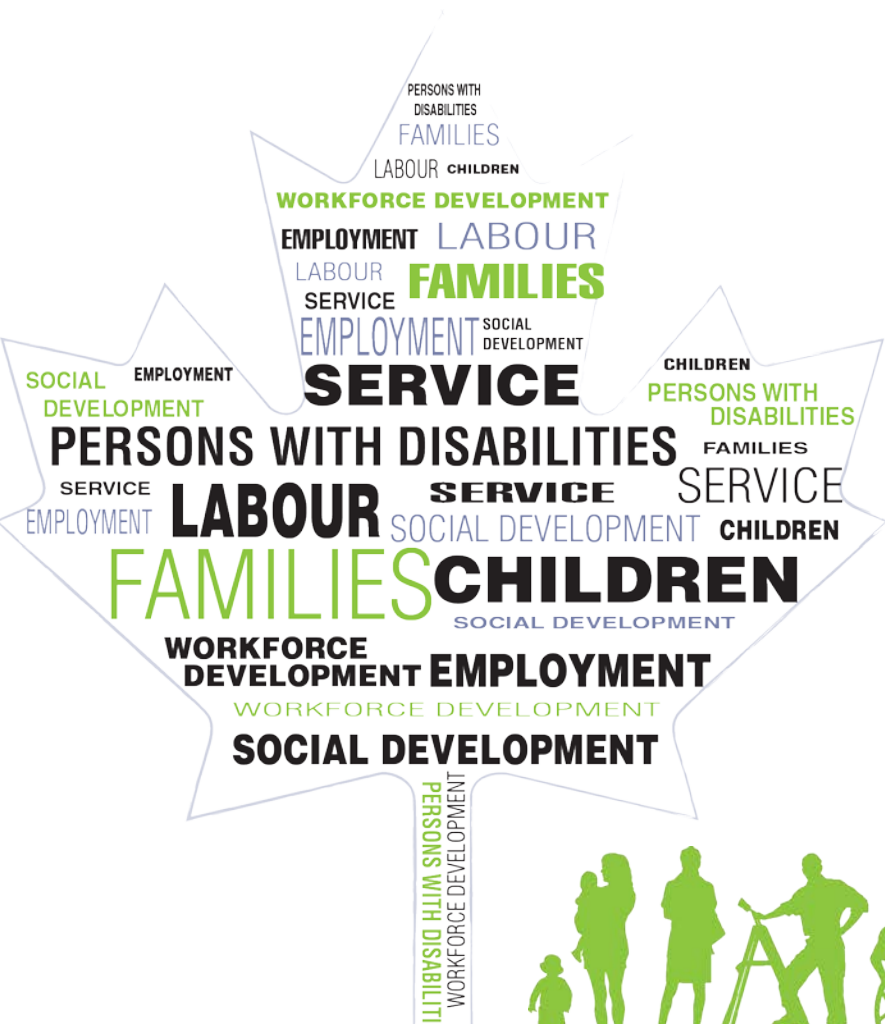 PERSONS WITH
DISABILITIES
FAMILIES
LABOUR CHILDREN
WORKFORCE DEVELOPMENT
EMPLOYMENT LABOUR
LABOUR FAMILIES
SERVICE
EMPLOYMENT SOCIAL
DEVELOPMENT
SERVICE
CHILDREN
SOCIAL EMPLOYMENT
DEVELOPMENT
PERSONS WITH
DISABILITIES
PERSONS WITH DISABILITIES
FAMILIES
SERVICE LABOUR SERVICE SERVICE
EMPLOYMENT SOCIAL DEVELOPMENT CHILDREN
FAMILIES CHILDREN
SOCIAL DEVELOPMENT
WORKFORCE
DEVELOPMENT EMPLOYMENT
WORKFORCE DEVELOPMENT
SOCIAL DEVELOPMENT
PERSONS WITH DISABILITI
WORKFORCE DEVELOPMENT